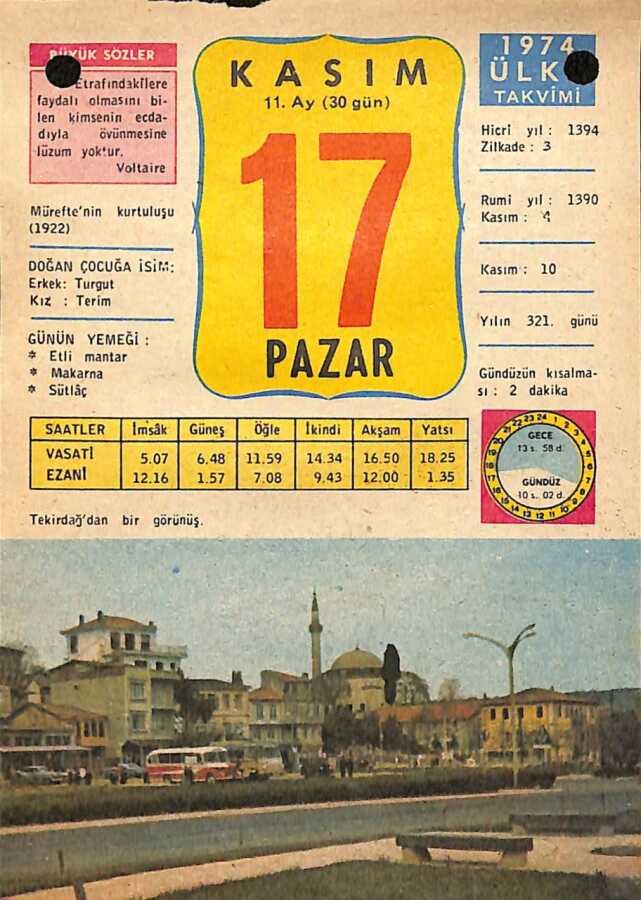 BÜYÜK SÖZLER
Etrafındakilere
faydalı olmasını bi-
len kimsenin ecda-
dıyla övünmesine
lüzum yoktur.
Voltaire
Mürefte'nin kurtuluşu
(1922)
DOĞAN ÇOCUĞA İSİM:
Erkek: Turgut
Kız : Terim
GÜNÜN YEMEĞİ :
* Etli mantar
* Makarna
* Sütlâç
KASIM
11. Ay (30 gün)
17
PAZAR
1974
ÜLK
TAKVİMİ
Hicrî yıl : 1394
Zilkade : 3
Rumi yıl : 1390
Kasım : 4
Kasım : 10
Yılın 321. günü
Gündüzün kısalma-
sı : 2 dakika
SAATLER İmsâk Güneş Öğle İkindi Akşam Yatsı
VASATİ 5.07 6.48 11.59 14.34 16.50 18.25
EZANİ 12.16 1.57 7.08 9.43 12.00 1.35
GECE
13 s. 58 d.
GÜNDÜZ
10 s. 02 d.
Tekirdağ'dan bir görünüş.